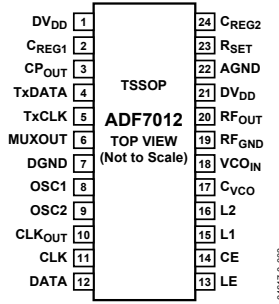 DVDD 1
CREG1 2
CPOUT 3
TxDATA 4
TxCLK 5
MUXOUT 6
DGND 7
OSC1 8
OSC2 9
CLKOUT 10
CLK 11
DATA 12
TSSOP
ADF7012
TOP VIEW
(Not to Scale)
24 CREG2
23 RSET
22 AGND
21 DVDD
20 RFOUT
19 RFGND
18 VCOIN
17 CVCO
16 L2
15 L1
14 CE
13 LE